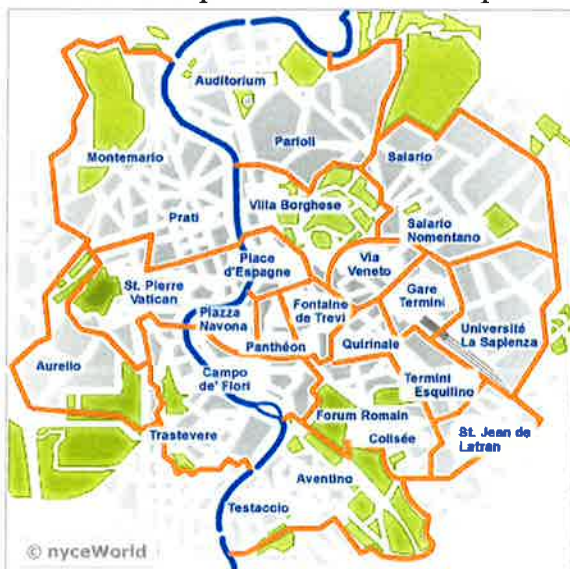 Auditorium
Montemario
Parioli
Salario
Prati
Villa Borghese
Salario
Nomentano
Place
d'Espagne
Via
Veneto
St. Pierre
Vatican
Gare
Termini
Piazza
Navona
Fontaine
de Trevi
Université
La Sapienza
Panthéon
Quirinale
Aurelio
Campo
de' Fiori
Termini
Esquilino
Forum Romain
Colisée
St. Jean de
Latran
Trastevere
Aventino
Testaccio
© nyceWorld